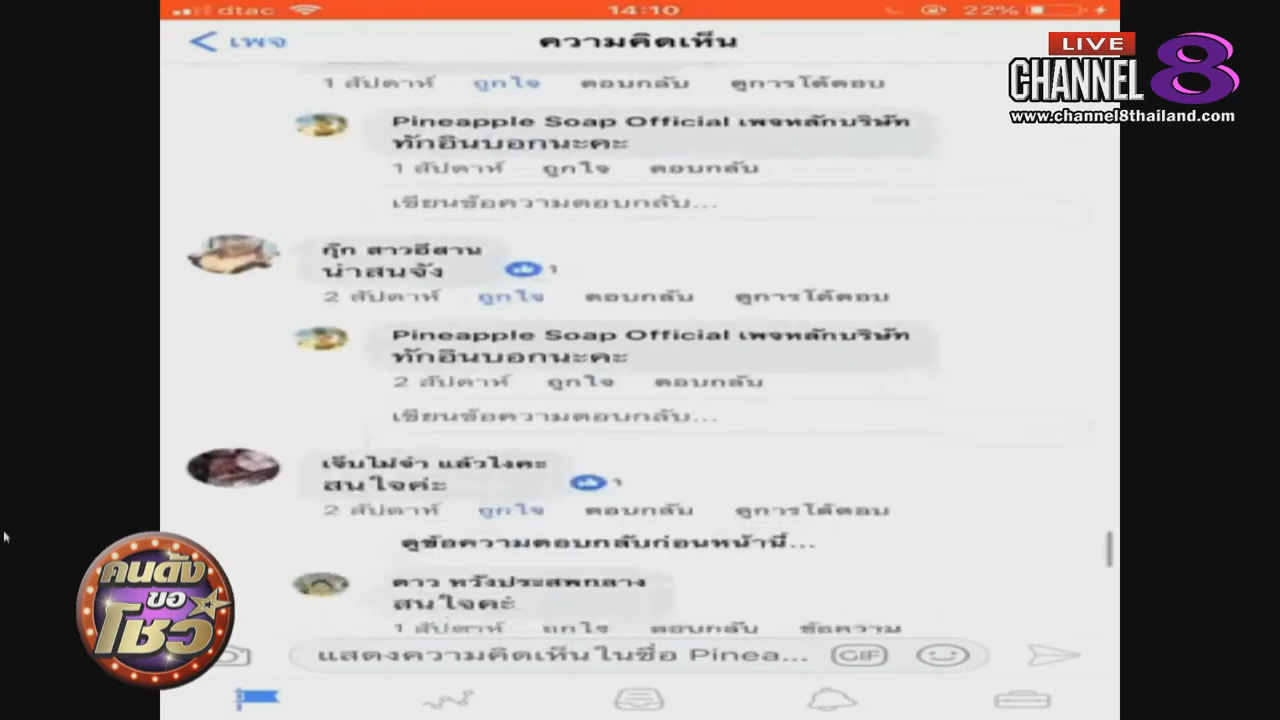 dtac 14:10 22%
เพจ ความคิดเห็น
LIVE
CHANNEL 8
www.channel8thailand.com
1 สัปดาห์ ถูกใจ ตอบกลับ ดูการโต้ตอบ
Pineapple Soap Official เพจหลักบริษัท
ทักอินบอกนะคะ
1 สัปดาห์ ถูกใจ ตอบกลับ
เขียนข้อความตอบกลับ...
กุ๊ก สาวอีสาน
น่าสนจัง 1
2 สัปดาห์ ถูกใจ ตอบกลับ ดูการโต้ตอบ
Pineapple Soap Official เพจหลักบริษัท
ทักอินบอกนะคะ
2 สัปดาห์ ถูกใจ ตอบกลับ
เขียนข้อความตอบกลับ...
เจ็บไม่จำ แล้วไงคะ
สนใจค่ะ 1
2 สัปดาห์ ถูกใจ ตอบกลับ ดูการโต้ตอบ
ดูข้อความตอบกลับก่อนหน้านี้...
ดาว หวังประสพกลาง
สนใจคะ่
1 สัปดาห์ ถูกใจ ตอบกลับ ข้อความ
แสดงความคิดเห็นในชื่อ Pinea... GIF
คนดัง
ขอ
โชว์